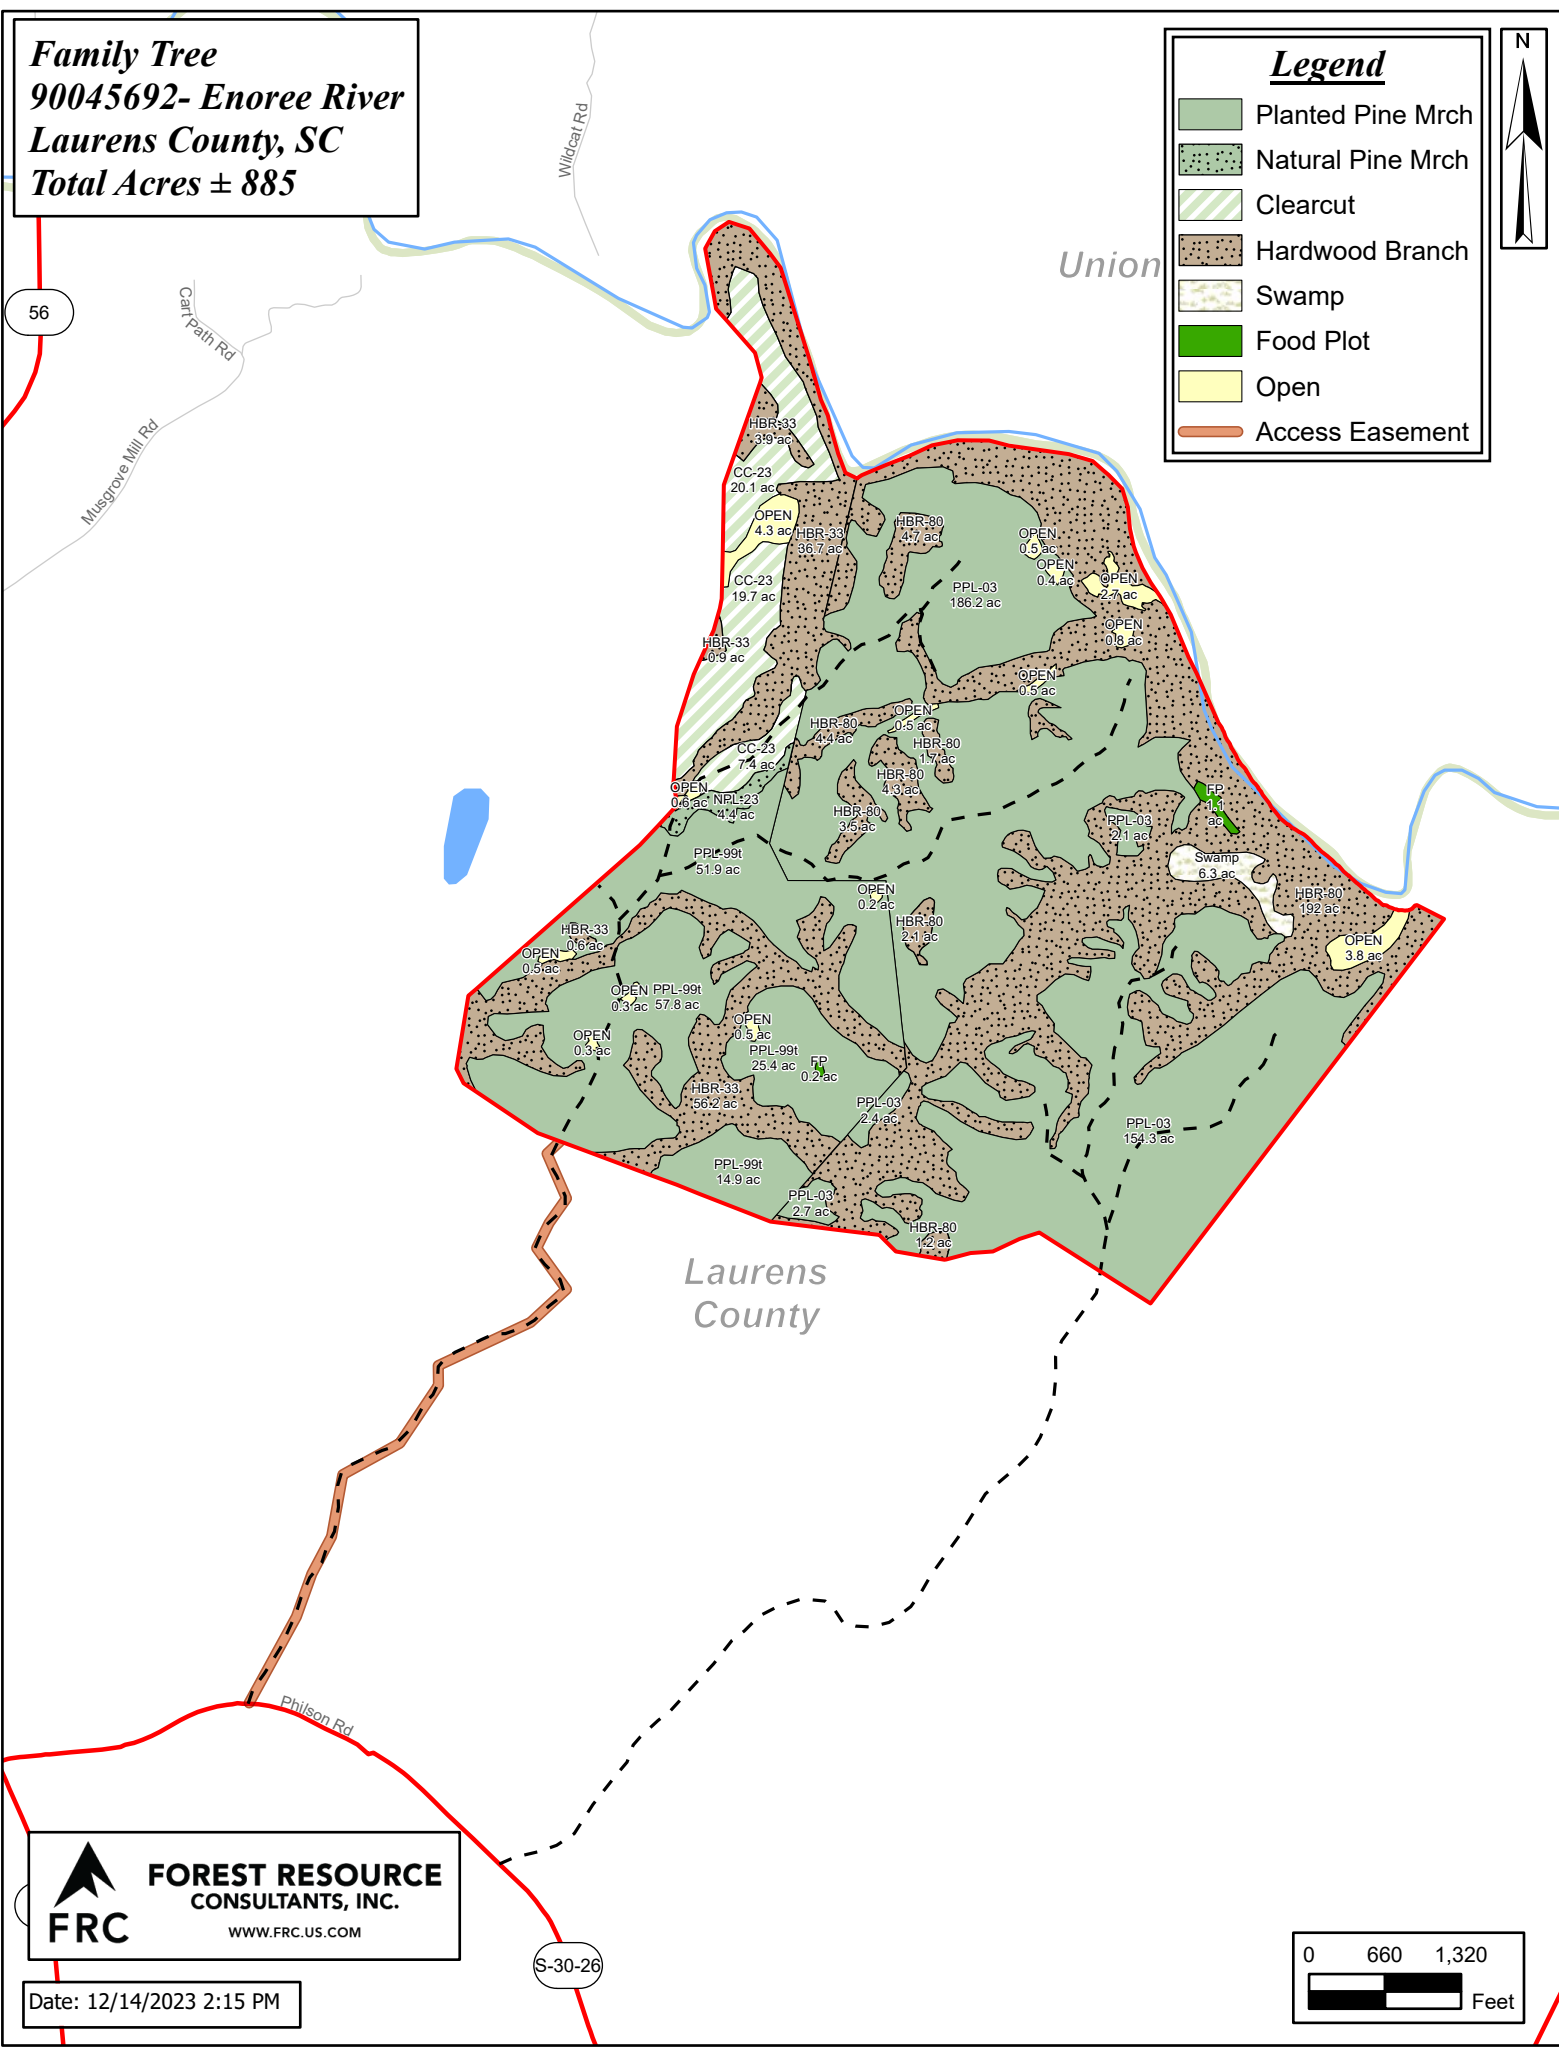 Family Tree
90045692- Enoree River
Laurens County, SC
Total Acres ± 885
Legend
Planted Pine Mrch
Natural Pine Mrch
Clearcut
Hardwood Branch
Swamp
Food Plot
Open
Access Easement
N
Union
Wildcat Rd
56
Cart Path Rd
Musgrove Mill Rd
HBR-33
3.9 ac
CC-23
20.1 ac
OPEN
4.3 ac
HBR-33
36.7 ac
HBR-80
4.7 ac
OPEN
0.5 ac
OPEN
0.4 ac
OPEN
2.7 ac
CC-23
19.7 ac
PPL-03
186.2 ac
OPEN
0.8 ac
HBR-33
0.9 ac
OPEN
0.5 ac
HBR-80
4.4 ac
OPEN
0.5 ac
HBR-80
1.7 ac
CC-23
7.4 ac
HBR-80
4.3 ac
OPEN
0.6 ac
NPL-23
4.4 ac
HBR-80
3.5 ac
PPL-03
2.1 ac
FP
1.1
ac
PPL-99t
51.9 ac
Swamp
6.3 ac
OPEN
0.2 ac
HBR-80
192 ac
HBR-33
0.6 ac
HBR-80
2.1 ac
OPEN
0.5 ac
OPEN
3.8 ac
OPEN
0.3 ac
PPL-99t
57.8 ac
OPEN
0.5 ac
OPEN
0.3 ac
PPL-99t
25.4 ac
FP
0.2 ac
HBR-33
56.2 ac
PPL-03
2.4 ac
PPL-03
154.3 ac
PPL-99t
14.9 ac
PPL-03
2.7 ac
HBR-80
1.2 ac
Laurens
County
Philson Rd
FRC
FOREST RESOURCE
CONSULTANTS, INC.
WWW.FRC.US.COM
S-30-26
Date: 12/14/2023 2:15 PM
0 660 1,320
Feet